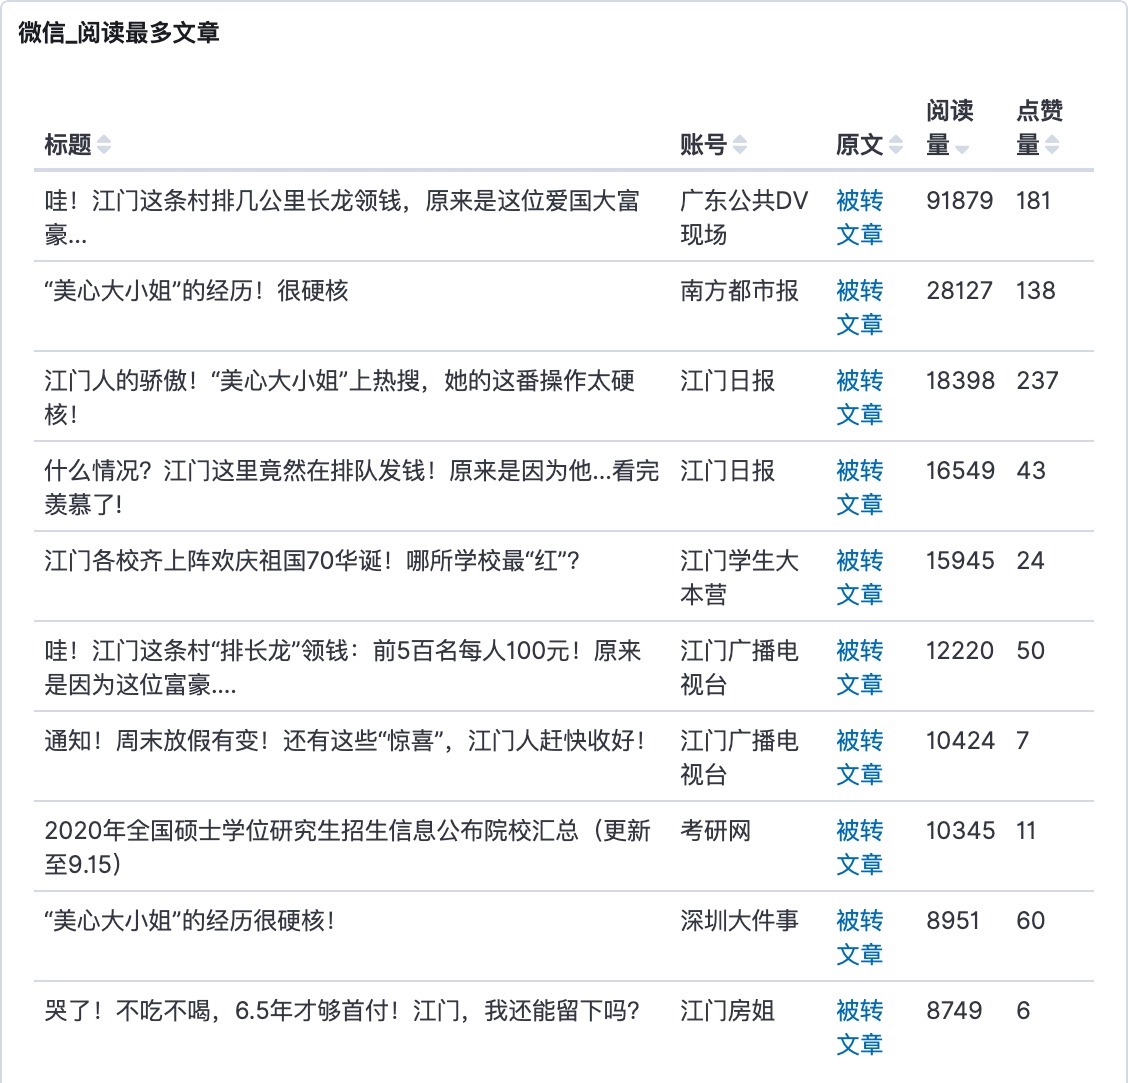 微信_阅读最多文章
阅读 点赞
标题 账号 原文 量 量
哇！江门这条村排几公里长龙领钱，原来是这位爱国大富 广东公共DV 被转 91879 181
豪... 现场 文章
“美心大小姐”的经历！很硬核 南方都市报 被转 28127 138
文章
江门人的骄傲！“美心大小姐”上热搜，她的这番操作太硬 江门日报 被转 18398 237
核！ 文章
什么情况？江门这里竟然在排队发钱！原来是因为他...看完 江门日报 被转 16549 43
羡慕了! 文章
江门各校齐上阵欢庆祖国70华诞！哪所学校最“红”？ 江门学生大 被转 15945 24
本营 文章
哇！江门这条村“排长龙”领钱：前5百名每人100元！原来 江门广播电 被转 12220 50
是因为这位富豪.... 视台 文章
通知！周末放假有变！还有这些“惊喜”，江门人赶快收好！ 江门广播电 被转 10424 7
视台 文章
2020年全国硕士学位研究生招生信息公布院校汇总（更新 考研网 被转 10345 11
至9.15） 文章
“美心大小姐”的经历很硬核！ 深圳大件事 被转 8951 60
文章
哭了！不吃不喝，6.5年才够首付！江门，我还能留下吗? 江门房姐 被转 8749 6
文章